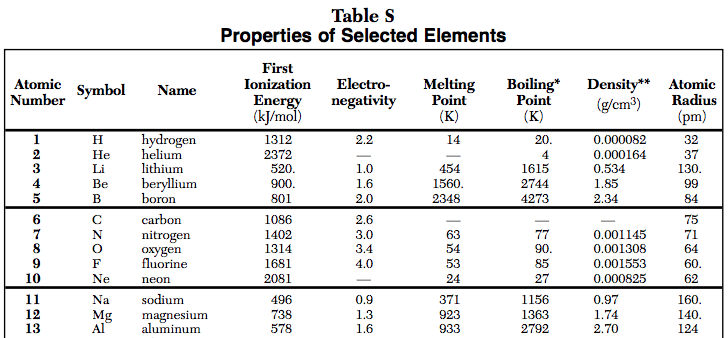 Table S
Properties of Selected Elements
Atomic Number Symbol Name First Ionization Energy (kJ/mol) Electro-negativity Melting Point (K) Boiling* Point (K) Density** (g/cm³) Atomic Radius (pm)
1 H hydrogen 1312 2.2 14 20. 0.000082 32
2 He helium 2372 — — 4 0.000164 37
3 Li lithium 520. 1.0 454 1615 0.534 130.
4 Be beryllium 900. 1.6 1560. 2744 1.85 99
5 B boron 801 2.0 2348 4273 2.34 84
6 C carbon 1086 2.6 — — — 75
7 N nitrogen 1402 3.0 63 77 0.001145 71
8 O oxygen 1314 3.4 54 90. 0.001308 64
9 F fluorine 1681 4.0 53 85 0.001553 60.
10 Ne neon 2081 — 24 27 0.000825 62
11 Na sodium 496 0.9 371 1156 0.97 160.
12 Mg magnesium 738 1.3 923 1363 1.74 140.
13 Al aluminum 578 1.6 933 2792 2.70 124